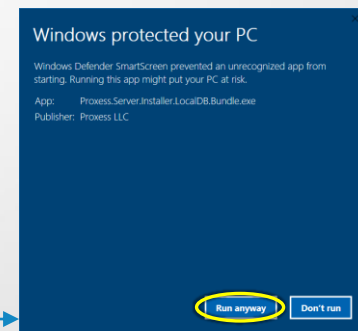 Windows protected your PC
Windows Defender SmartScreen prevented an unrecognized app from
starting. Running this app might put your PC at risk.
App: Proxess.Server.Installer.LocalDB.Bundle.exe
Publisher: Proxess LLC
Run anyway Don't run